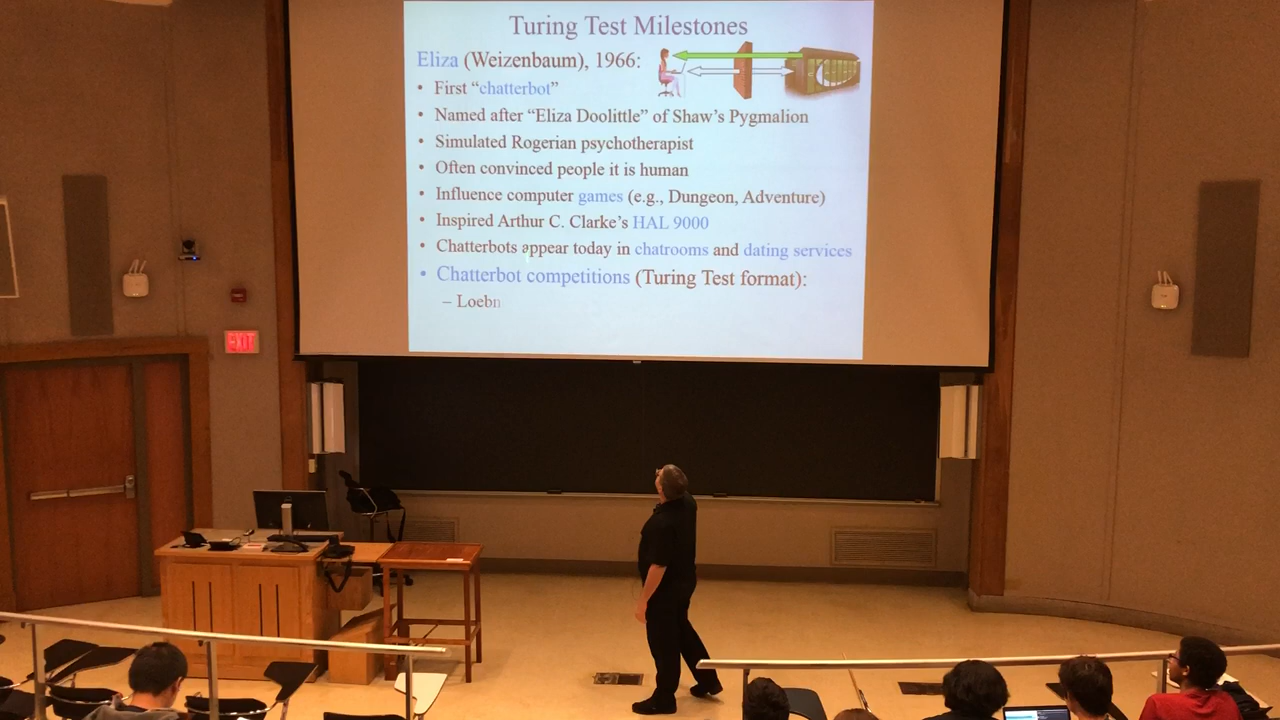 Turing Test Milestones
Eliza (Weizenbaum), 1966:
• First “chatterbot”
• Named after “Eliza Doolittle” of Shaw’s Pygmalion
• Simulated Rogerian psychotherapist
• Often convinced people it is human
• Influence computer games (e.g., Dungeon, Adventure)
• Inspired Arthur C. Clarke’s HAL 9000
• Chatterbots appear today in chatrooms and dating services
• Chatterbot competitions (Turing Test format):
– Loebn
EXIT